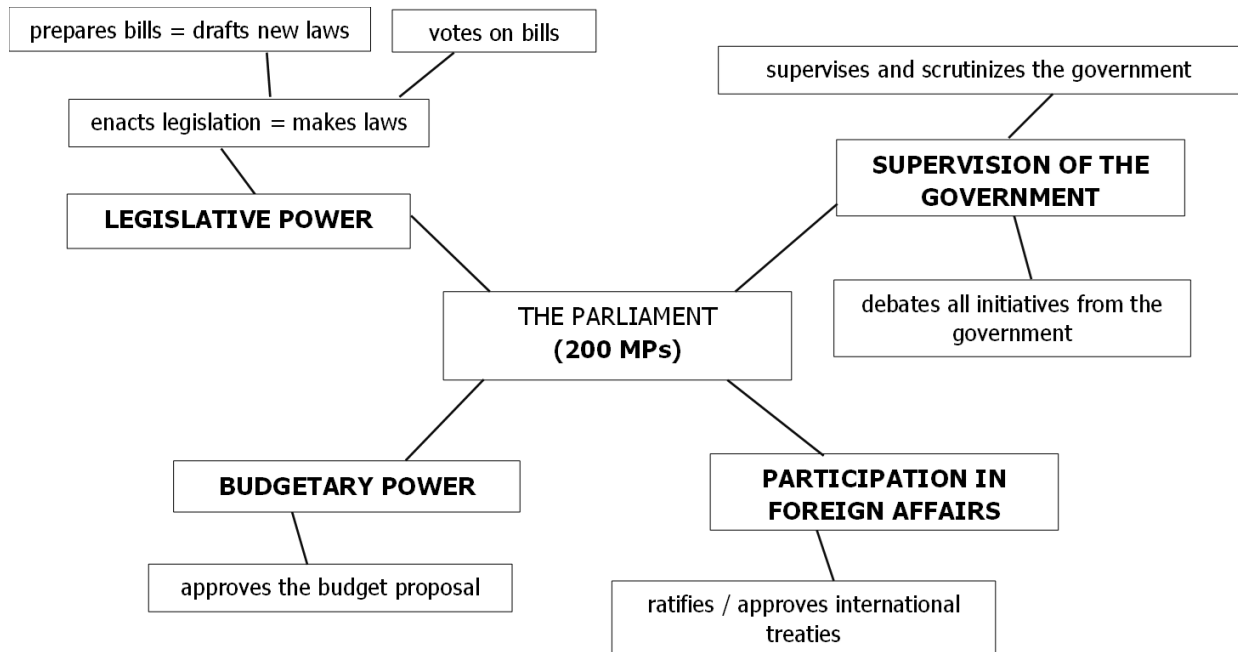 prepares bills = drafts new laws
votes on bills
enacts legislation = makes laws
LEGISLATIVE POWER
supervises and scrutinizes the government
SUPERVISION OF THE
GOVERNMENT
debates all initiatives from the
government
THE PARLIAMENT
(200 MPs)
BUDGETARY POWER
approves the budget proposal
PARTICIPATION IN
FOREIGN AFFAIRS
ratifies / approves international
treaties